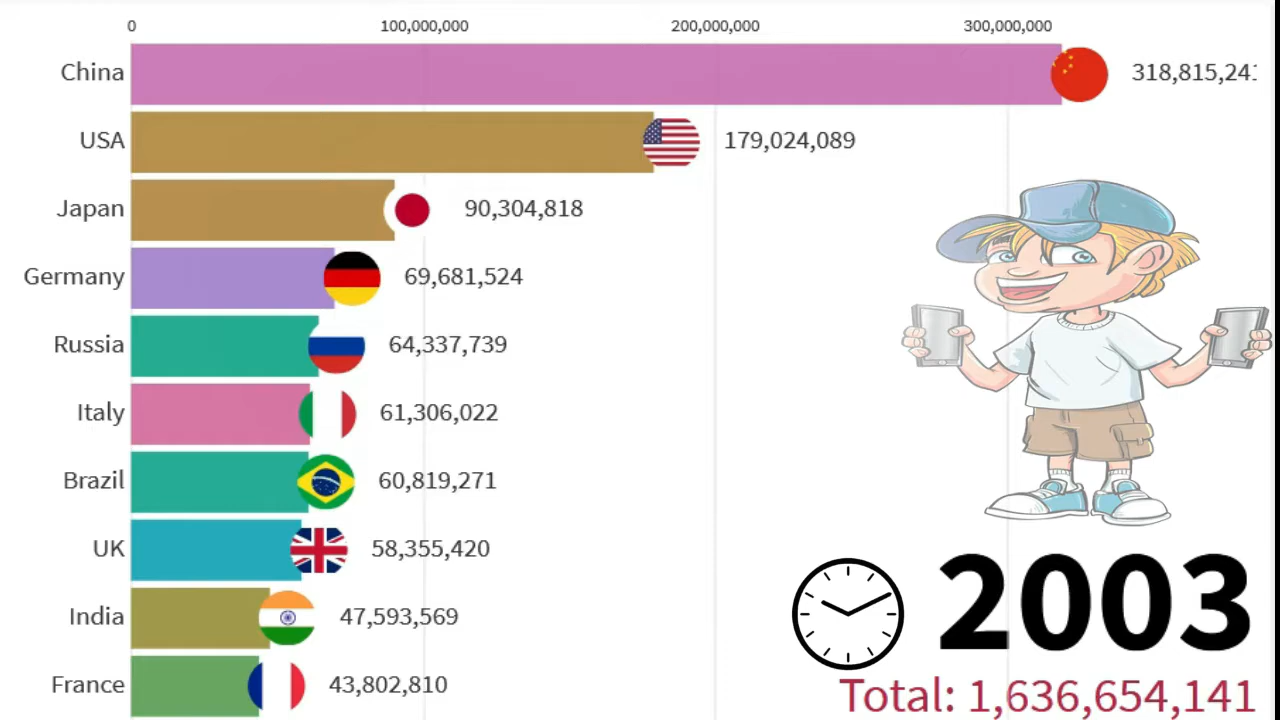 0 100,000,000 200,000,000 300,000,000
China 318,815,241
USA 179,024,089
Japan 90,304,818
Germany 69,681,524
Russia 64,337,739
Italy 61,306,022
Brazil 60,819,271
UK 58,355,420
India 47,593,569
France 43,802,810
2003
Total: 1,636,654,141